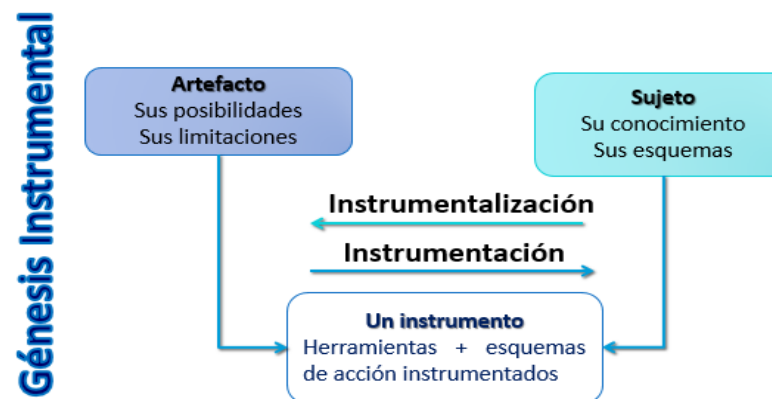 Génesis Instrumental
Artefacto
Sus posibilidades
Sus limitaciones
Sujeto
Su conocimiento
Sus esquemas
Instrumentalización
Instrumentación
Un instrumento
Herramientas + esquemas
de acción instrumentados